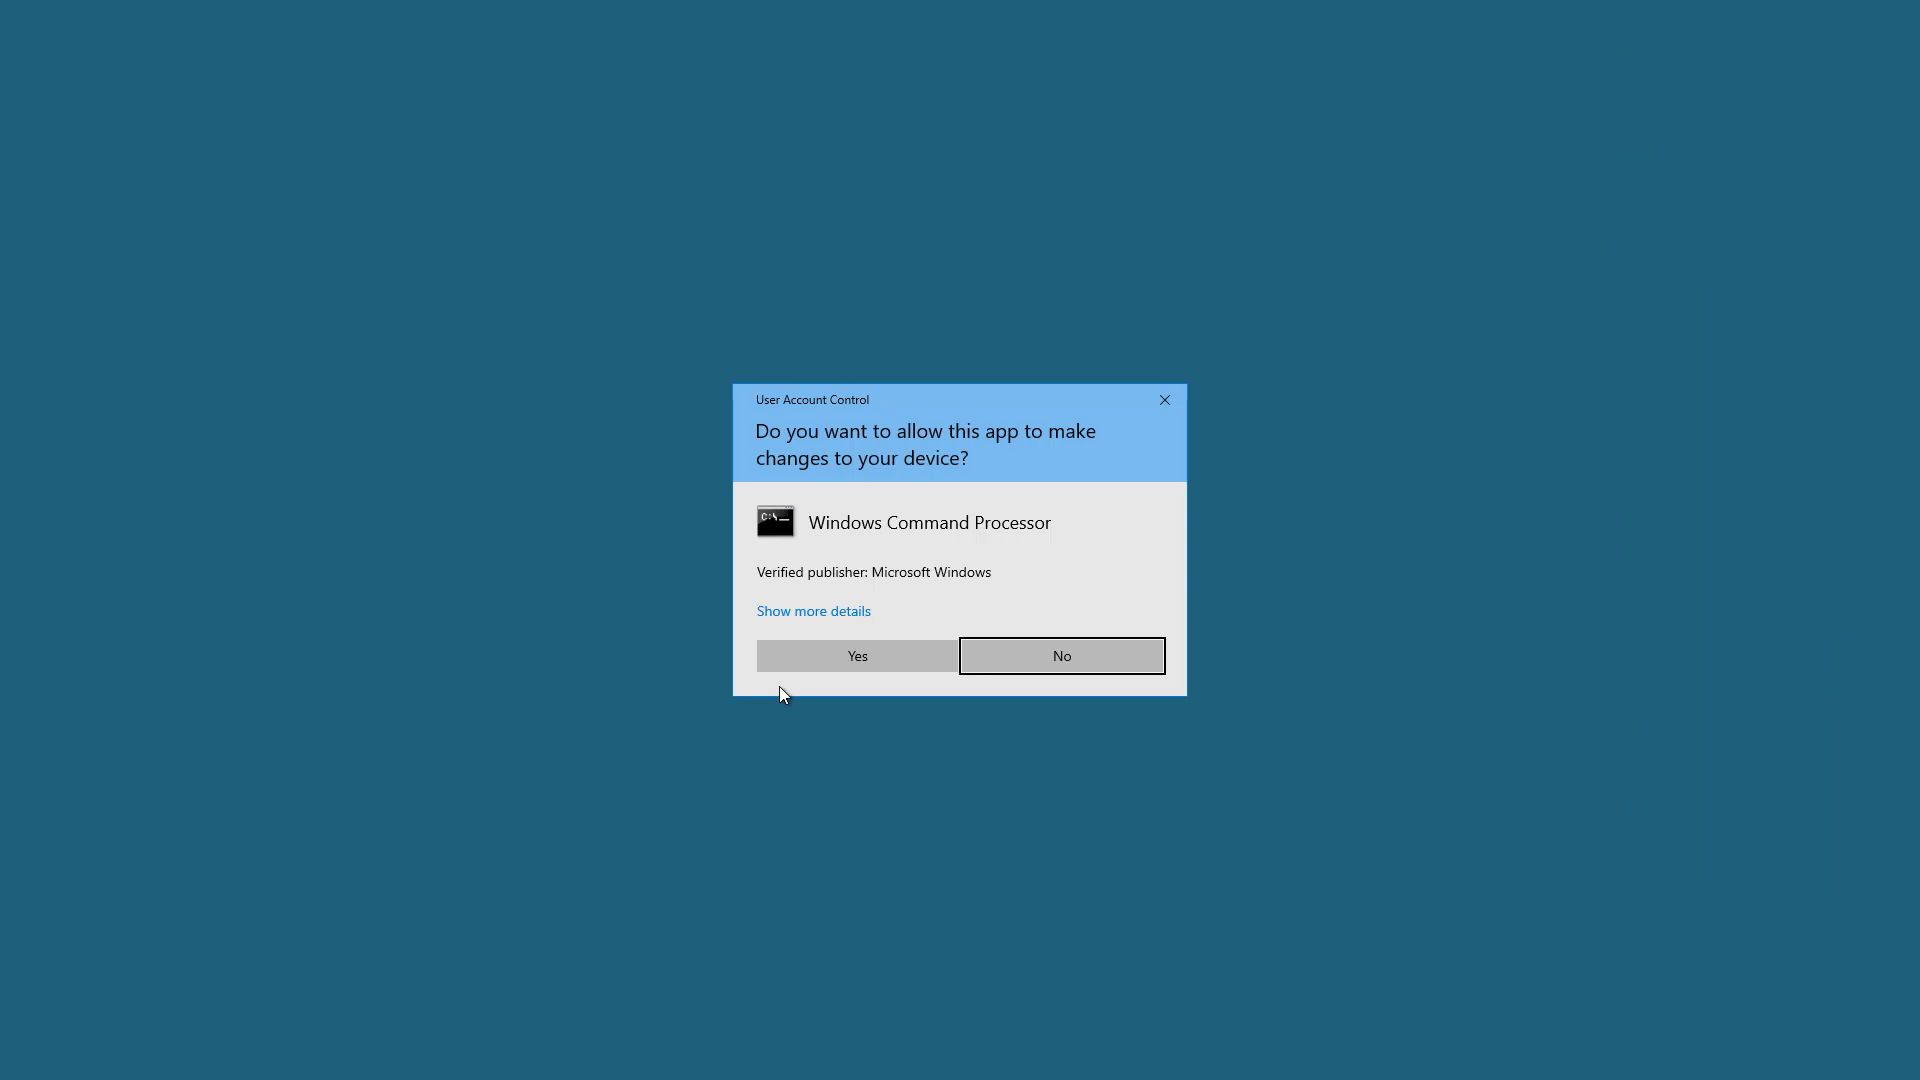 User Account Control
Do you want to allow this app to make
changes to your device?
C:\
Windows Command Processor
Verified publisher: Microsoft Windows
Show more details
Yes
No